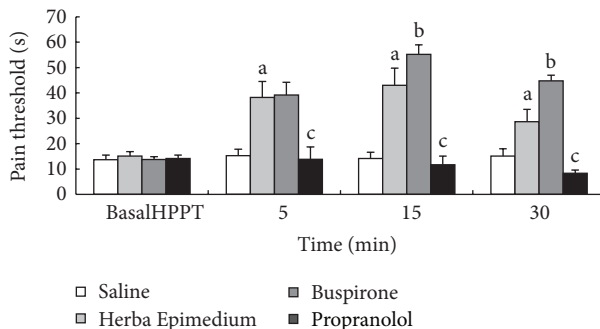 70
60
50
40
30
20
10
0
Pain threshold (s)
a
a
b
a
b
c
c
c
BasalHPPT 5 15 30
Time (min)
Saline Buspirone
Herba Epimedium Propranolol